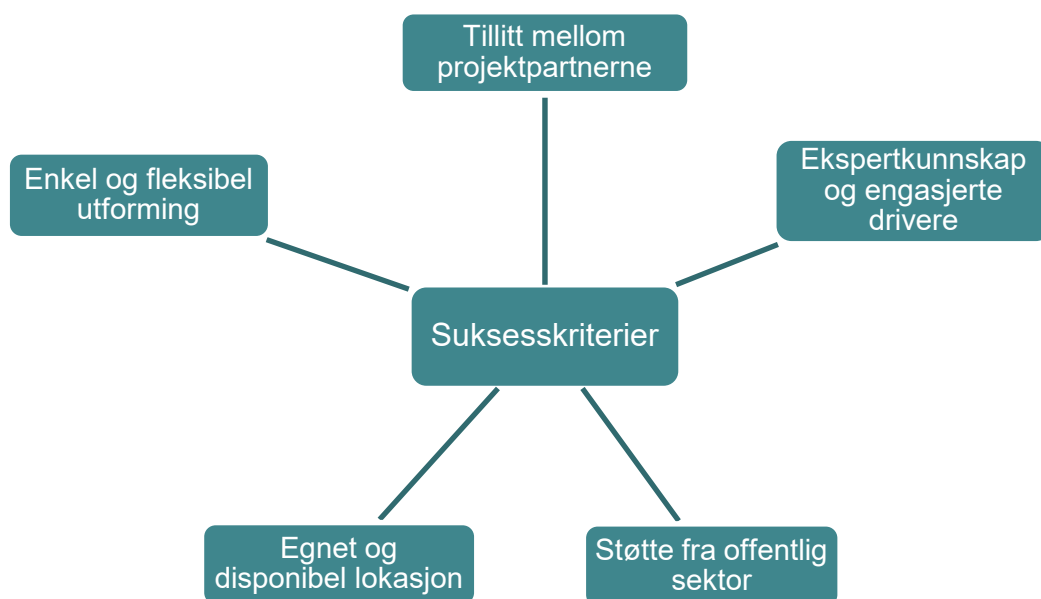 Tillitt mellom
projektpartnerne
Enkel og fleksibel
utforming
Ekspertkunnskap
og engasjerte
drivere
Suksesskriterier
Egnet og
disponibel lokasjon
Støtte fra offentlig
sektor